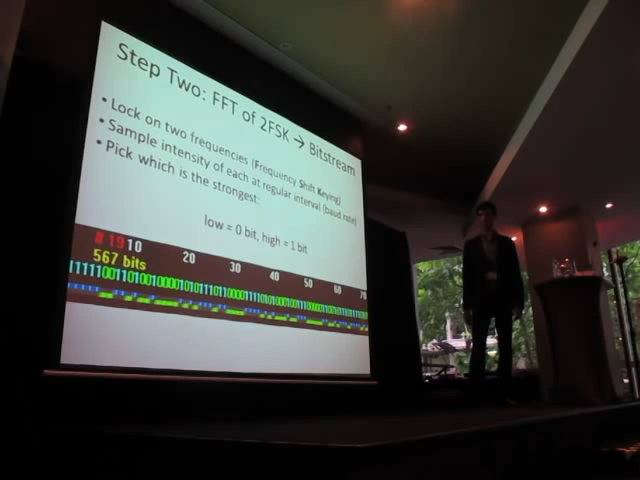 Step Two: FFT of 2FSK → Bitstream
• Lock on two frequencies (Frequency Shift Keying)
• Sample intensity of each at regular interval (baud rate)
• Pick which is the strongest:
low = 0 bit, high = 1 bit
# 19 10 20 30 40 50 60 70
567 bits